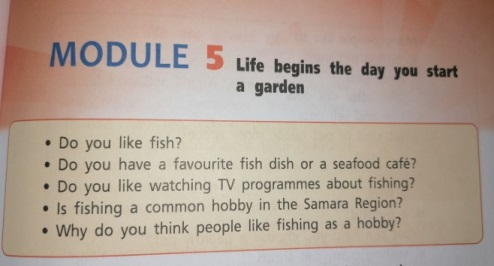 MODULE 5 Life begins the day you start
a garden
• Do you like fish?
• Do you have a favourite fish dish or a seafood café?
• Do you like watching TV programmes about fishing?
• Is fishing a common hobby in the Samara Region?
• Why do you think people like fishing as a hobby?